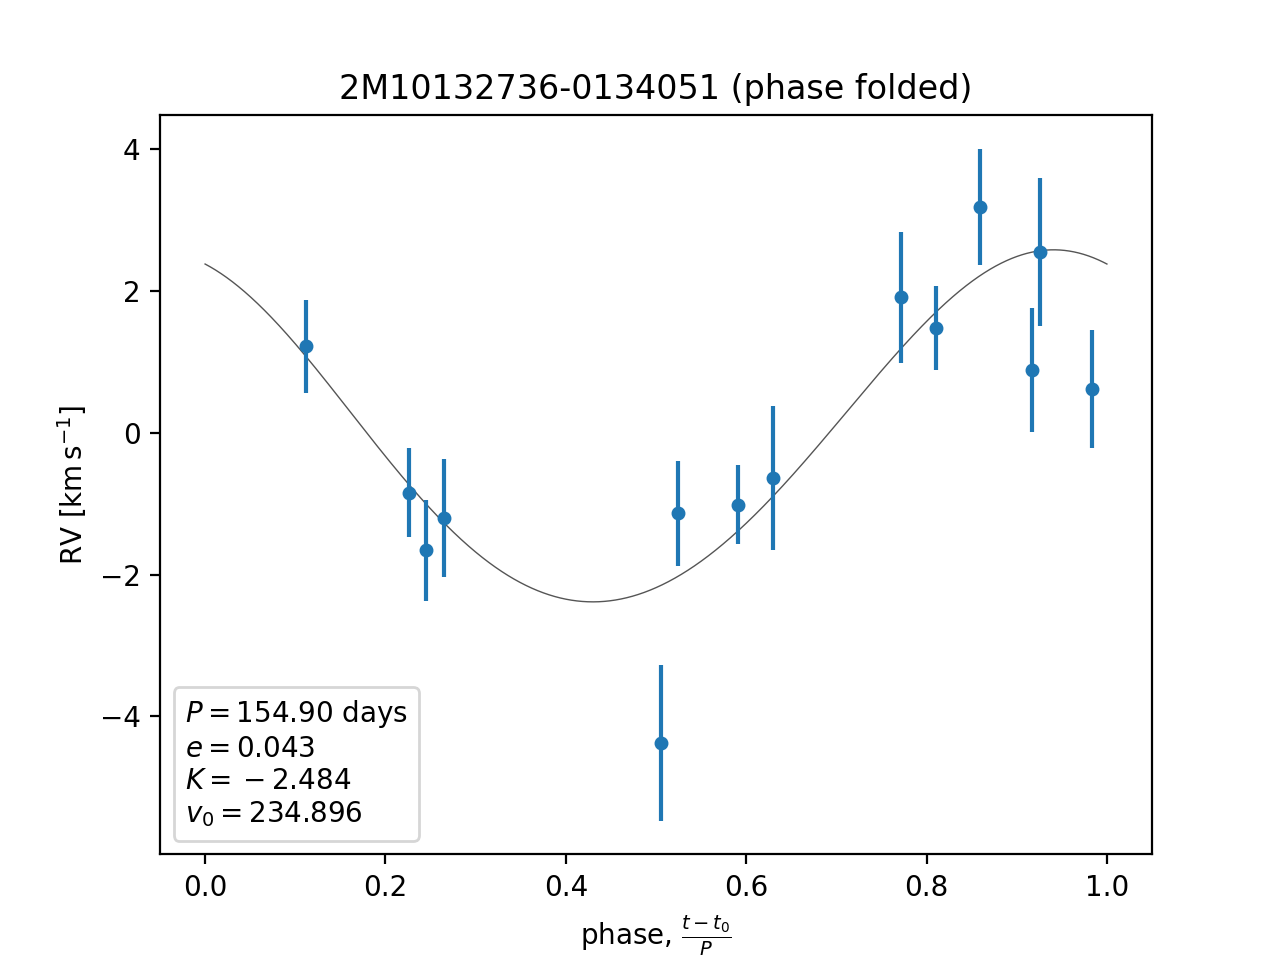 2M10132736-0134051 (phase folded)
4
2
0
−2
−4
RV [km s⁻¹]
P = 154.90 days
e = 0.043
K = −2.484
v₀ = 234.896
0.0 0.2 0.4 0.6 0.8 1.0
phase, (t − t₀)/P